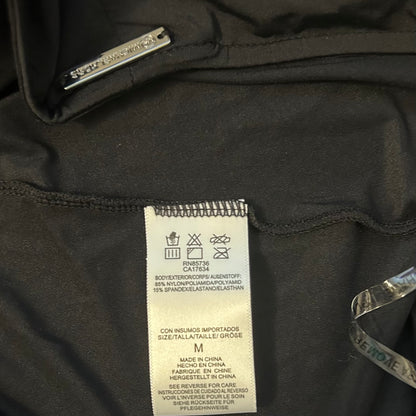 RN85736
CA17634
BODY/EXTERIOR/CORPS/ AUßENSTOFF:
85% NYLON/POLIAMIDA/POLYAMID
15% SPANDEX/ELASTANO/ELASTHAN
CON INSUMOS IMPORTADOS
SIZE/TALLA/TAILLE/ GRÖßE
M
MADE IN CHINA
HECHO EN CHINA
FABRIQUE EN CHINE
HERGESTELLT IN CHINA
SEE REVERSE FOR CARE
INSTRUCCIONES DE CUIDADO AL REVERSO
VOIR L'INVERSE POUR LE SOIN
SIEHE RÜCKSEITE FÜR
PFLEGEHINWEISE